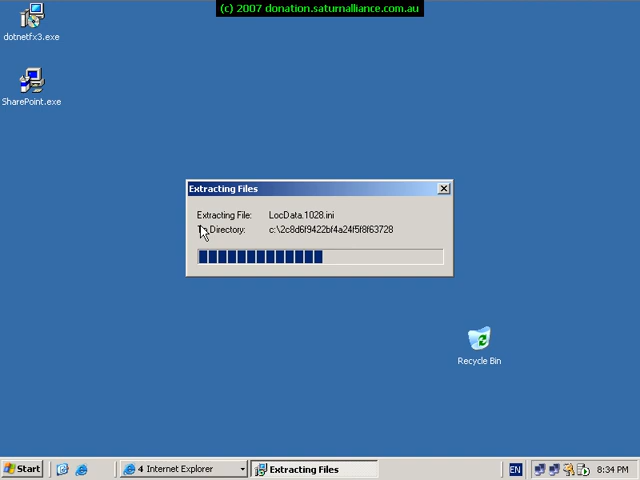 (c) 2007 donation.saturnalliance.com.au
dotnetfx3.exe
SharePoint.exe
Extracting Files
Extracting File: LocData.1028.ini
Directory: c:\2c8d6f9422bf4a24f5f8f63728
Recycle Bin
Start
4 Internet Explorer
Extracting Files
EN
8:34 PM